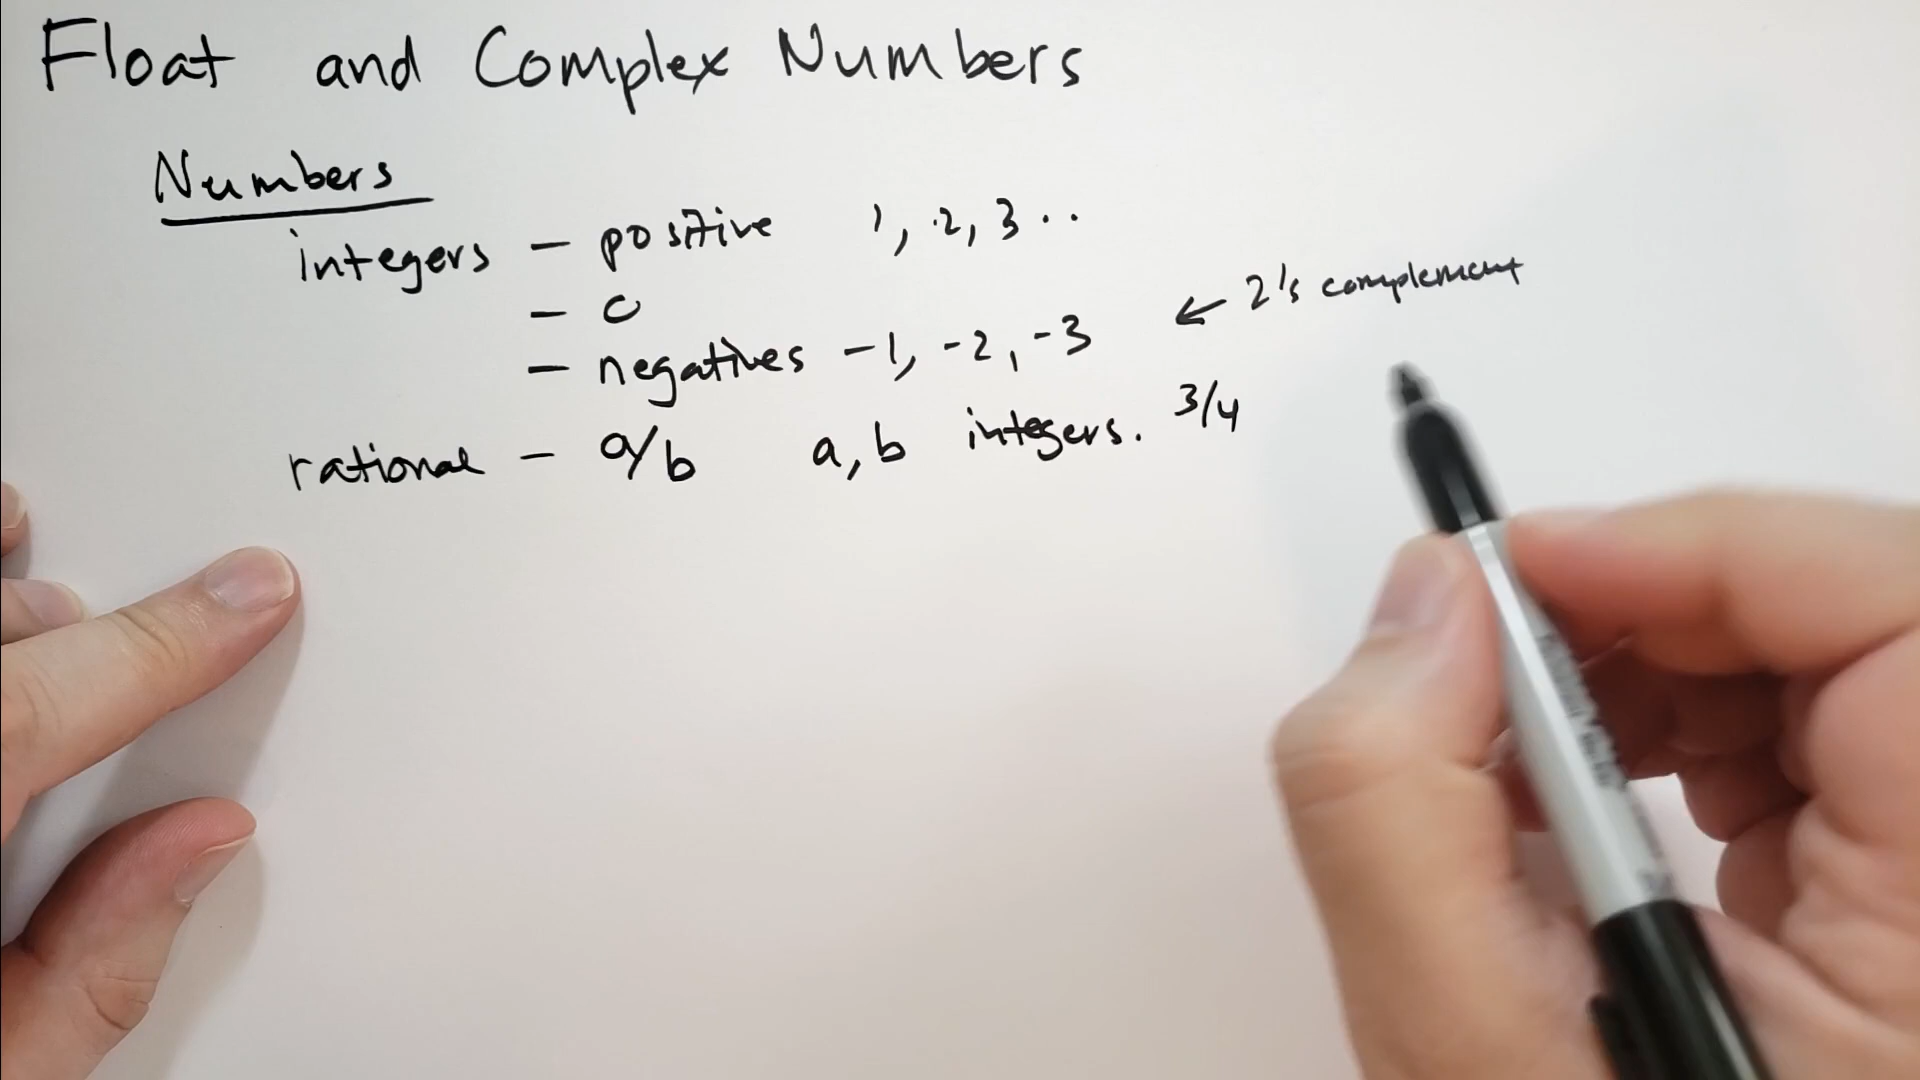 Float and Complex Numbers
Numbers
integers - positive 1, 2, 3 ..
- 0
- negatives -1, -2, -3 ← 2's complement
rational - a/b a, b integers. 3/4